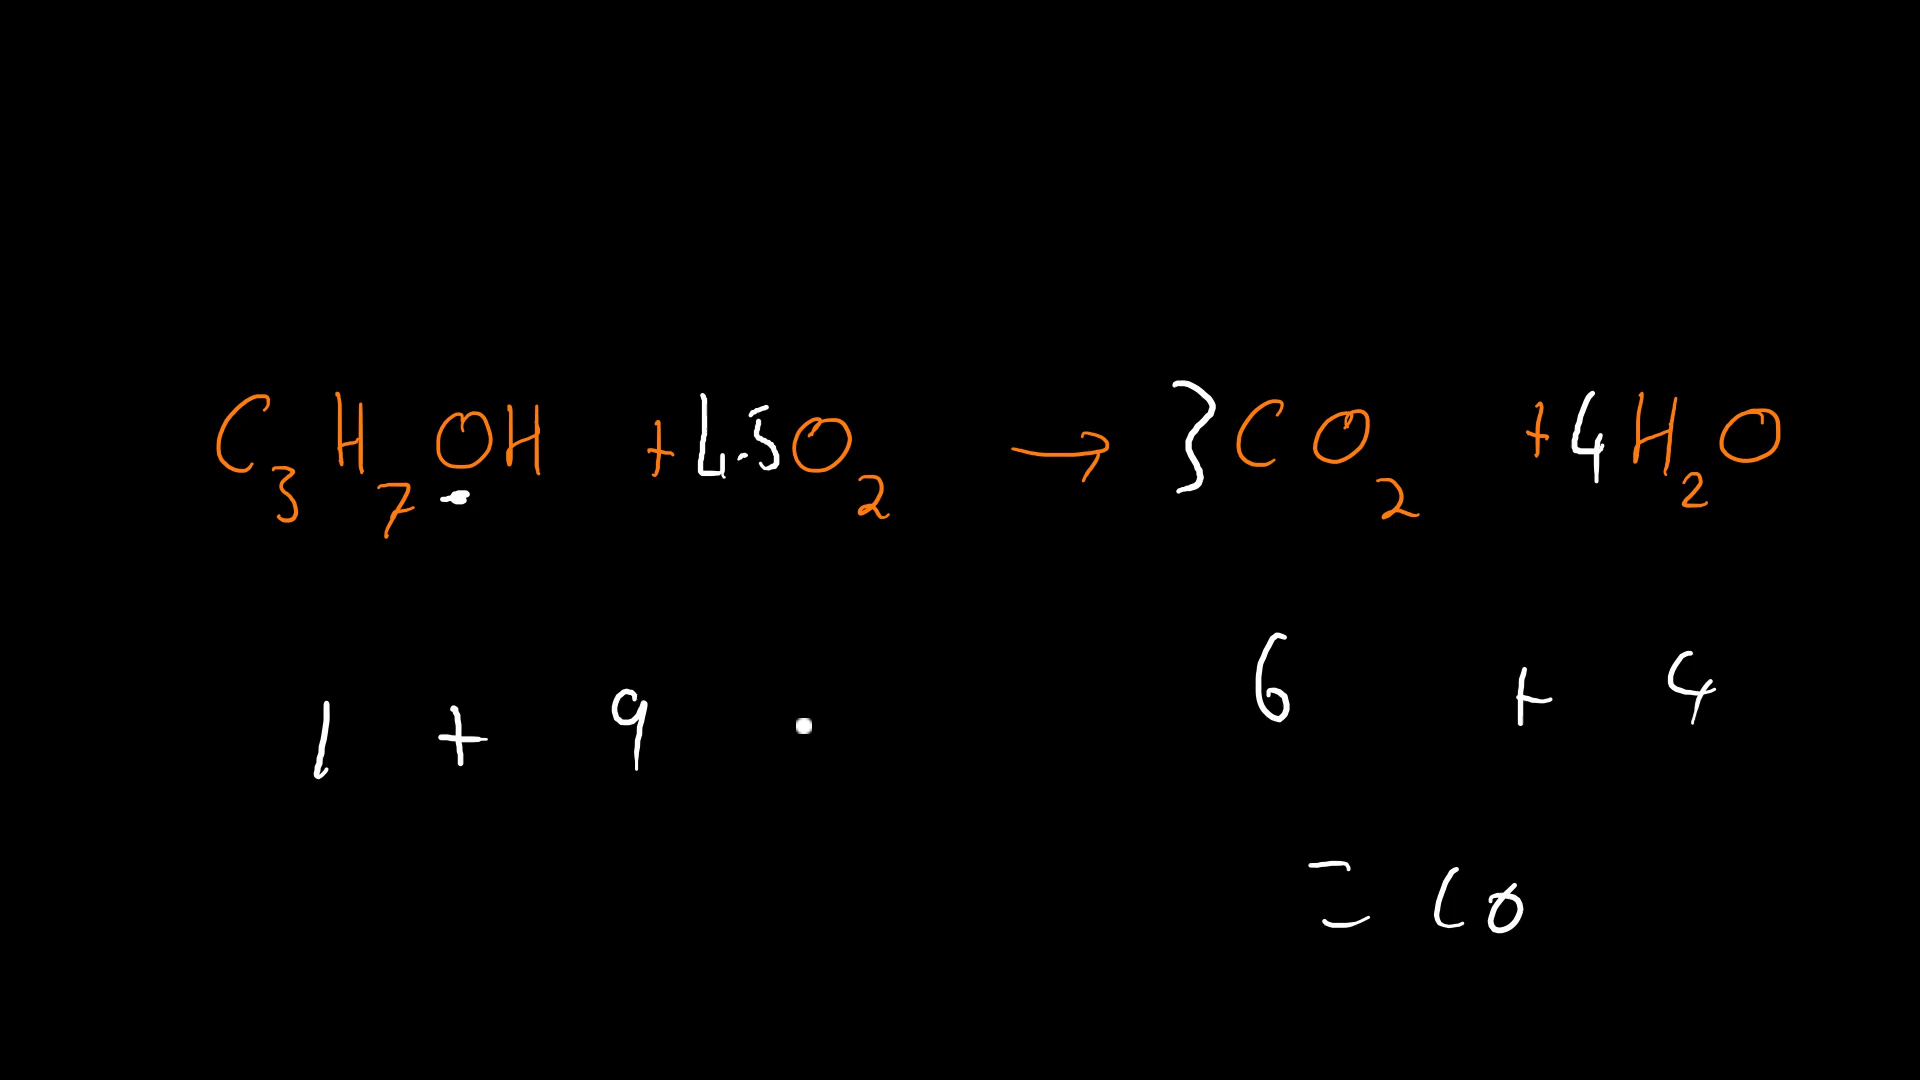 C₃H₇OH + 4.5O₂ → 3CO₂ + 4H₂O
1 + 9 6 + 4
= 10